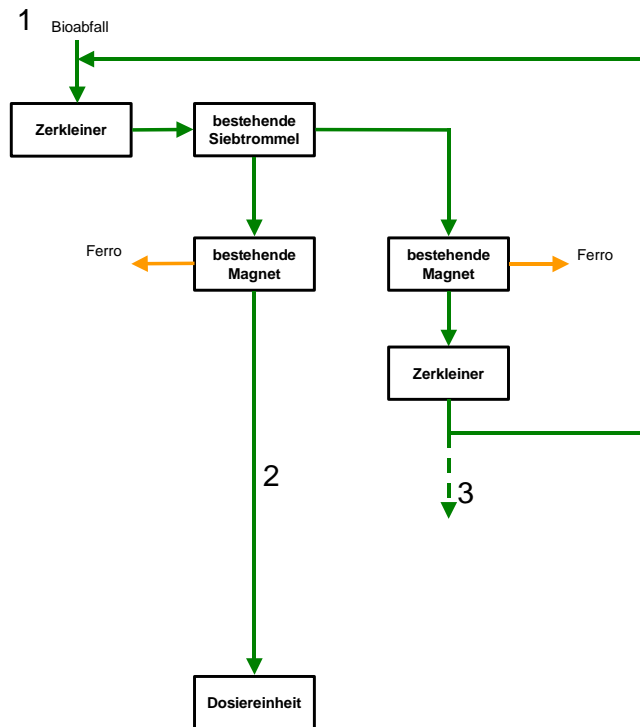 1
Bioabfall
Zerkleiner
bestehende
Siebtrommel
Ferro
bestehende
Magnet
bestehende
Magnet
Ferro
Zerkleiner
2
3
Dosiereinheit